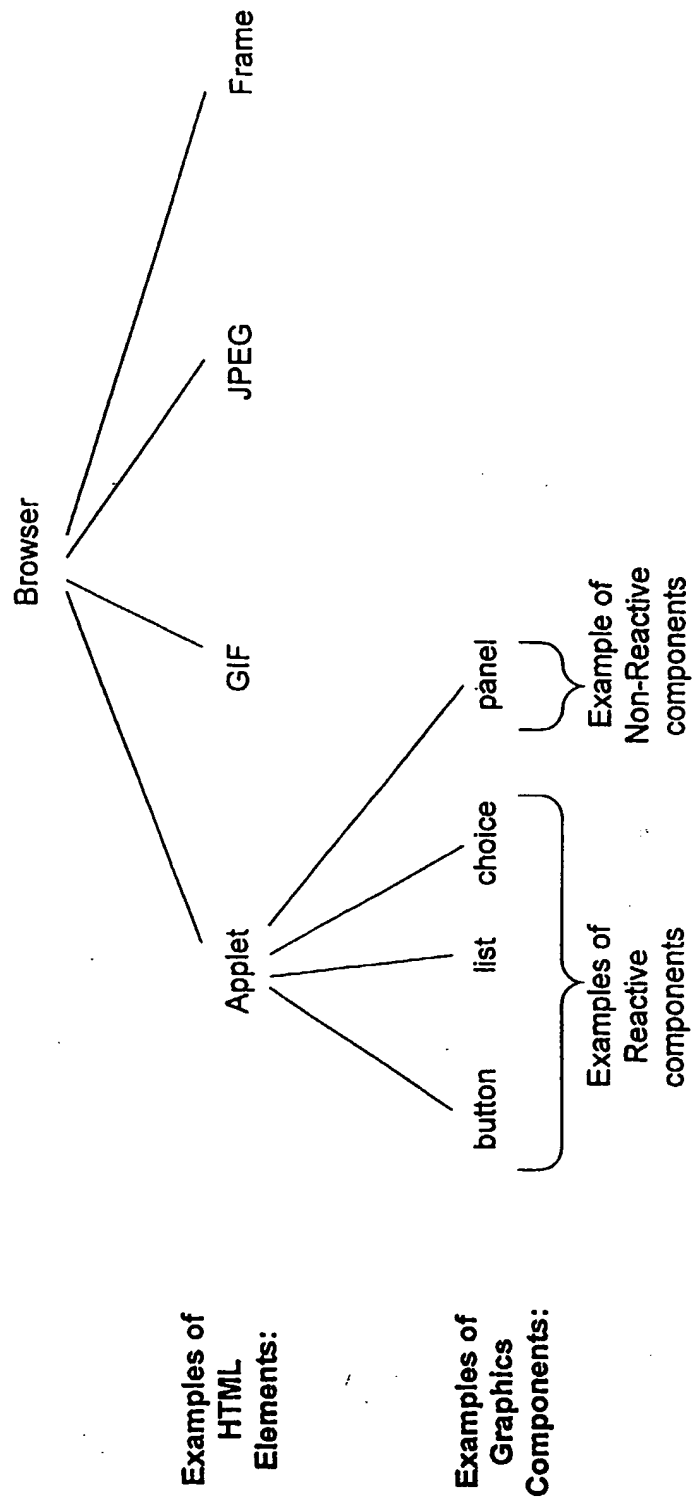 Browser
Examples of
HTML
Elements:
Applet
GIF
JPEG
Frame
Examples of
Graphics
Components:
button
list
choice
panel
Examples of
Reactive
components
Example of
Non-Reactive
components